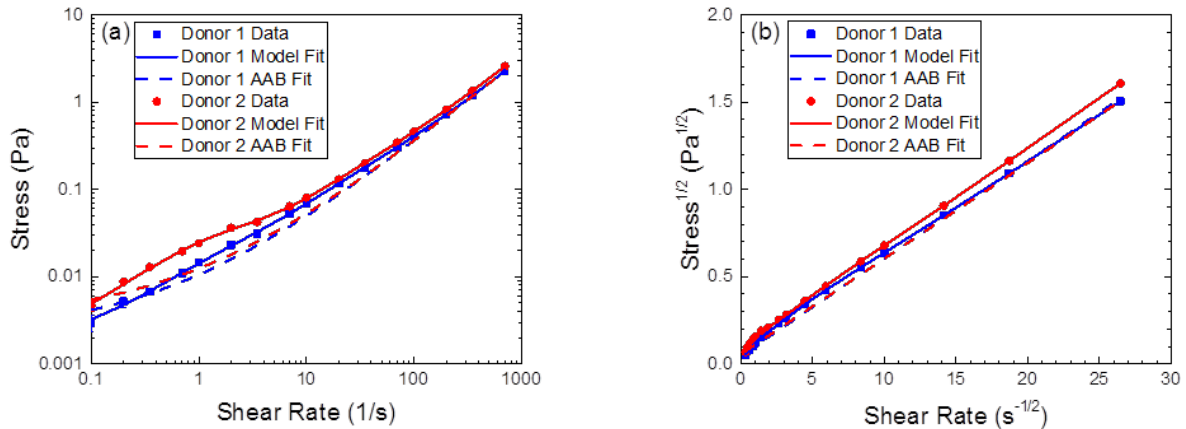 (a)
Donor 1 Data
Donor 1 Model Fit
Donor 1 AAB Fit
Donor 2 Data
Donor 2 Model Fit
Donor 2 AAB Fit
10
1
0.1
0.01
0.001
Stress (Pa)
0.1
1
10
100
1000
Shear Rate (1/s)
(b)
Donor 1 Data
Donor 1 Model Fit
Donor 1 AAB Fit
Donor 2 Data
Donor 2 Model Fit
Donor 2 AAB Fit
2.0
1.5
1.0
0.5
0.0
Stress^1/2 (Pa^1/2)
0
5
10
15
20
25
30
Shear Rate (s^-1/2)